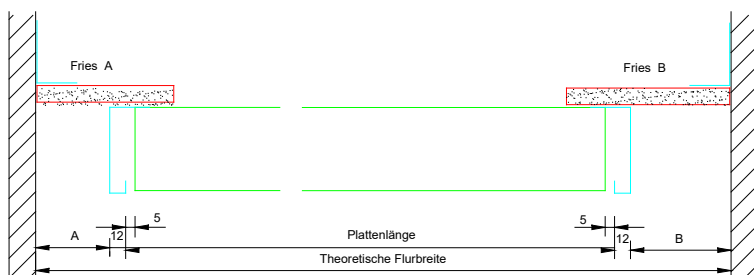 Fries A
Fries B
5
5
A
12
Plattenlänge
12
B
Theoretische Flurbreite